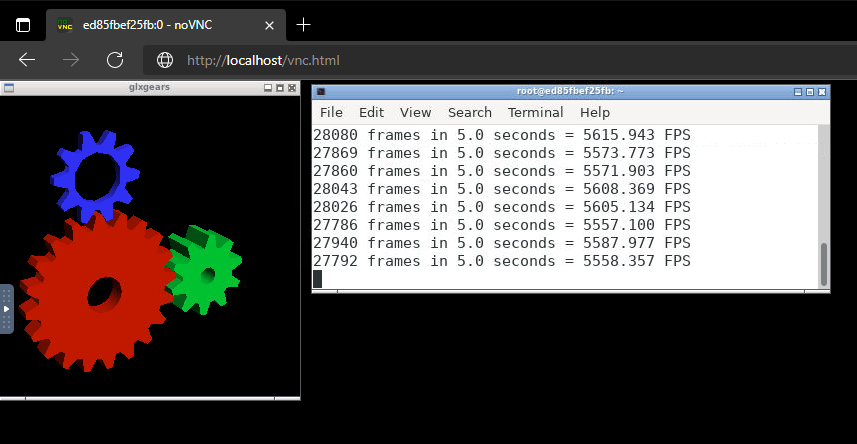 ed85fbef25fb:0 - noVNC
http://localhost/vnc.html
glxgears
root@ed85fbef25fb: ~
File Edit View Search Terminal Help
28080 frames in 5.0 seconds = 5615.943 FPS
27869 frames in 5.0 seconds = 5573.773 FPS
27860 frames in 5.0 seconds = 5571.903 FPS
28043 frames in 5.0 seconds = 5608.369 FPS
28026 frames in 5.0 seconds = 5605.134 FPS
27786 frames in 5.0 seconds = 5557.100 FPS
27940 frames in 5.0 seconds = 5587.977 FPS
27792 frames in 5.0 seconds = 5558.357 FPS